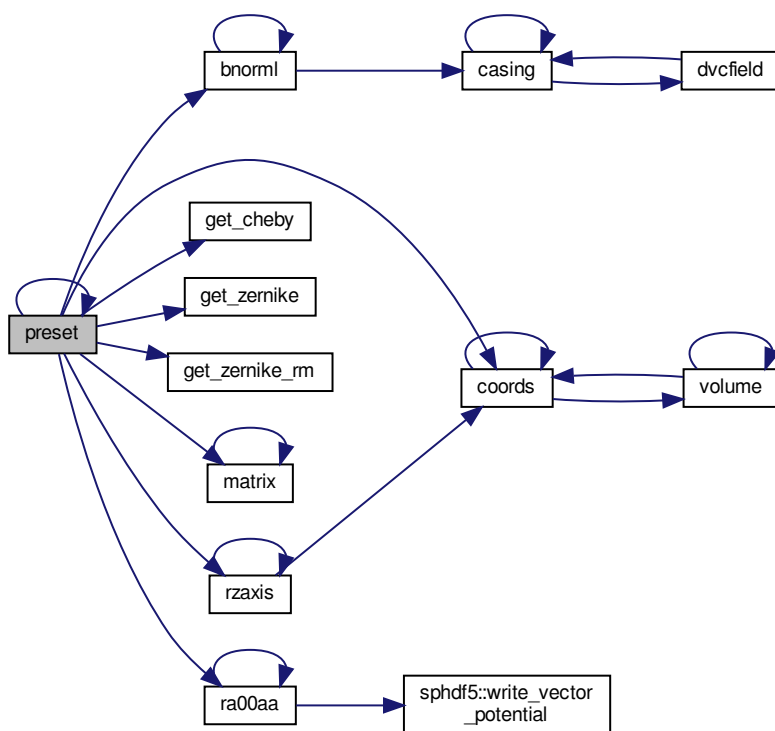 bnorml
casing
dvcfield
get_cheby
get_zernike
preset
get_zernike_rm
coords
volume
matrix
rzaxis
ra00aa
sphdf5::write_vector
_potential